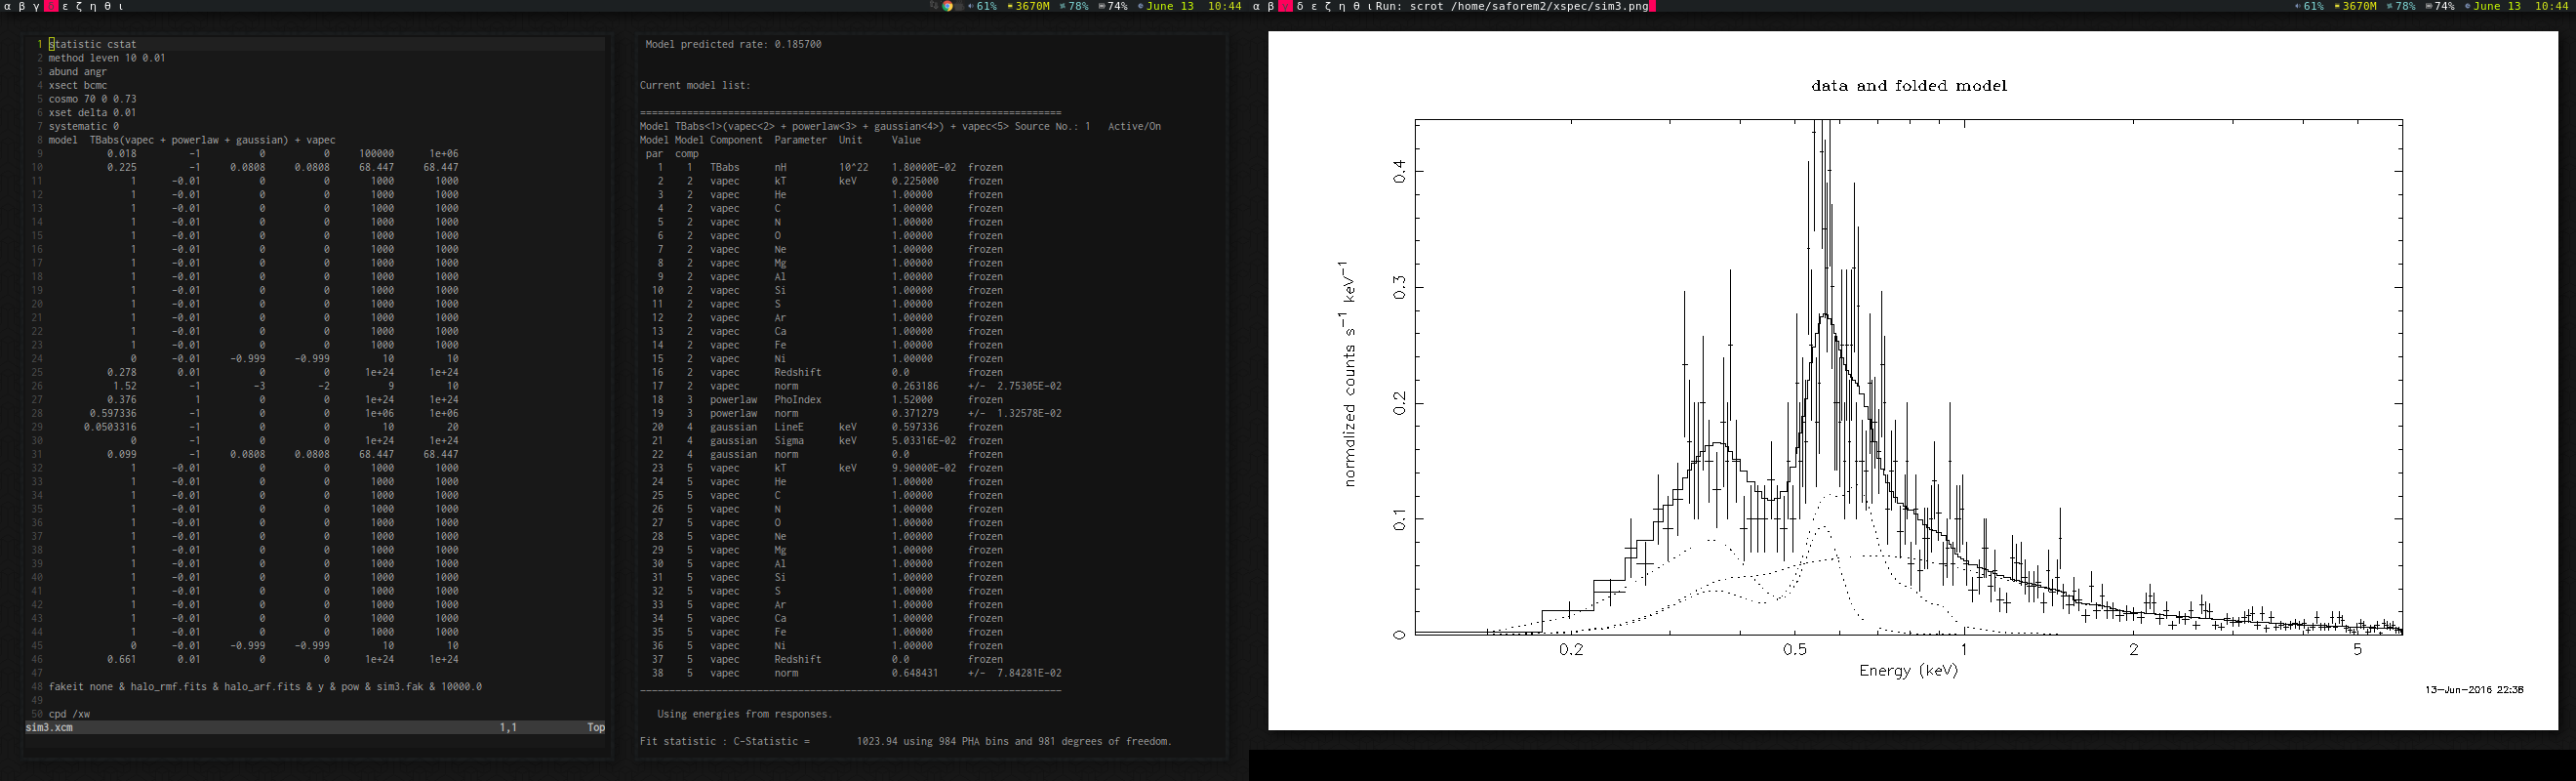 α β γ δ ε ζ η θ ι 61% 3670M 78% 74% June 13 10:44
α β γ δ ε ζ η θ ι Run: scrot /home/saforem2/xspec/sim3.png 61% 3670M 78% 74% June 13 10:44
1 statistic cstat
2 method leven 10 0.01
3 abund angr
4 xsect bcmc
5 cosmo 70 0 0.73
6 xset delta 0.01
7 systematic 0
8 model TBabs(vapec + powerlaw + gaussian) + vapec
9 0.018 -1 0 0 100000 1e+06
10 0.225 -1 0.0808 0.0808 68.447 68.447
11 1 -0.01 0 0 1000 1000
12 1 -0.01 0 0 1000 1000
13 1 -0.01 0 0 1000 1000
14 1 -0.01 0 0 1000 1000
15 1 -0.01 0 0 1000 1000
16 1 -0.01 0 0 1000 1000
17 1 -0.01 0 0 1000 1000
18 1 -0.01 0 0 1000 1000
19 1 -0.01 0 0 1000 1000
20 1 -0.01 0 0 1000 1000
21 1 -0.01 0 0 1000 1000
22 1 -0.01 0 0 1000 1000
23 1 -0.01 0 0 1000 1000
24 0 -0.01 -0.999 -0.999 10 10
25 0.278 0.01 0 0 1e+24 1e+24
26 1.52 -1 -3 -2 9 10
27 0.376 1 0 0 1e+24 1e+24
28 0.597336 -1 0 0 1e+06 1e+06
29 0.0503316 -1 0 0 10 20
30 0 -1 0 0 1e+24 1e+24
31 0.099 -1 0.0808 0.0808 68.447 68.447
32 1 -0.01 0 0 1000 1000
33 1 -0.01 0 0 1000 1000
34 1 -0.01 0 0 1000 1000
35 1 -0.01 0 0 1000 1000
36 1 -0.01 0 0 1000 1000
37 1 -0.01 0 0 1000 1000
38 1 -0.01 0 0 1000 1000
39 1 -0.01 0 0 1000 1000
40 1 -0.01 0 0 1000 1000
41 1 -0.01 0 0 1000 1000
42 1 -0.01 0 0 1000 1000
43 1 -0.01 0 0 1000 1000
44 1 -0.01 0 0 1000 1000
45 0 -0.01 -0.999 -0.999 10 10
46 0.661 0.01 0 0 1e+24 1e+24
47
48 fakeit none & halo_rmf.fits & halo_arf.fits & y & pow & sim3.fak & 10000.0
49
50 cpd /xw
sim3.xcm 1,1 Top
Model predicted rate: 0.185700
Current model list:
========================================================================
Model TBabs<1>(vapec<2> + powerlaw<3> + gaussian<4>) + vapec<5> Source No.: 1 Active/On
Model Model Component Parameter Unit Value
par comp
1 1 TBabs nH 10^22 1.80000E-02 frozen
2 2 vapec kT keV 0.225000 frozen
3 2 vapec He 1.00000 frozen
4 2 vapec C 1.00000 frozen
5 2 vapec N 1.00000 frozen
6 2 vapec O 1.00000 frozen
7 2 vapec Ne 1.00000 frozen
8 2 vapec Mg 1.00000 frozen
9 2 vapec Al 1.00000 frozen
10 2 vapec Si 1.00000 frozen
11 2 vapec S 1.00000 frozen
12 2 vapec Ar 1.00000 frozen
13 2 vapec Ca 1.00000 frozen
14 2 vapec Fe 1.00000 frozen
15 2 vapec Ni 1.00000 frozen
16 2 vapec Redshift 0.0 frozen
17 2 vapec norm 0.263186 +/- 2.75305E-02
18 3 powerlaw PhoIndex 1.52000 frozen
19 3 powerlaw norm 0.371279 +/- 1.32578E-02
20 4 gaussian LineE keV 0.597336 frozen
21 4 gaussian Sigma keV 5.03316E-02 frozen
22 4 gaussian norm 0.0 frozen
23 5 vapec kT keV 9.90000E-02 frozen
24 5 vapec He 1.00000 frozen
25 5 vapec C 1.00000 frozen
26 5 vapec N 1.00000 frozen
27 5 vapec O 1.00000 frozen
28 5 vapec Ne 1.00000 frozen
29 5 vapec Mg 1.00000 frozen
30 5 vapec Al 1.00000 frozen
31 5 vapec Si 1.00000 frozen
32 5 vapec S 1.00000 frozen
33 5 vapec Ar 1.00000 frozen
34 5 vapec Ca 1.00000 frozen
35 5 vapec Fe 1.00000 frozen
36 5 vapec Ni 1.00000 frozen
37 5 vapec Redshift 0.0 frozen
38 5 vapec norm 0.648431 +/- 7.84281E-02
________________________________________________________________________
Using energies from responses.
Fit statistic : C-Statistic = 1023.94 using 984 PHA bins and 981 degrees of freedom.
data and folded model
normalized counts s⁻¹ keV⁻¹
0.4
0.3
0.2
0.1
0
0.2 0.5 1 2 5
Energy (keV)
13-Jun-2016 22:38